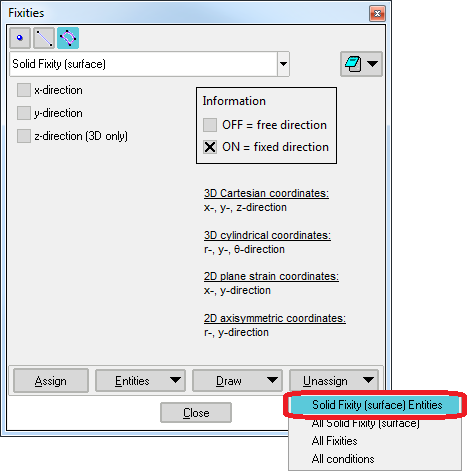 Fixities
Solid Fixity (surface)
x-direction
y-direction
z-direction (3D only)
Information
OFF = free direction
ON = fixed direction
3D Cartesian coordinates:
x-, y-, z-direction
3D cylindrical coordinates:
r-, y-, θ-direction
2D plane strain coordinates:
x-, y-direction
2D axisymmetric coordinates:
r-, y-direction
Assign
Entities
Draw
Unassign
Close
Solid Fixity (surface) Entities
All Solid Fixity (surface)
All Fixities
All conditions